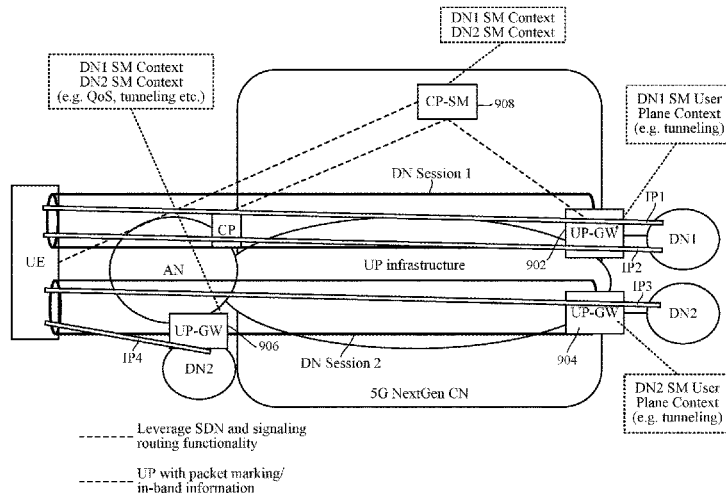 DN1 SM Context
DN2 SM Context
DN1 SM Context
DN2 SM Context
(e.g. QoS, tunneling etc.)
CP-SM
908
DN1 SM User
Plane Context
(e.g. tunneling)
DN Session 1
IP1
CP
UP-GW
DN1
UE
AN
UP infrastructure
902
IP2
IP3
UP-GW
DN2
UP-GW
906
IP4
DN2
DN Session 2
904
5G NextGen CN
DN2 SM User
Plane Context
(e.g. tunneling)
Leverage SDN and signaling
routing functionality
UP with packet marking/
in-band information